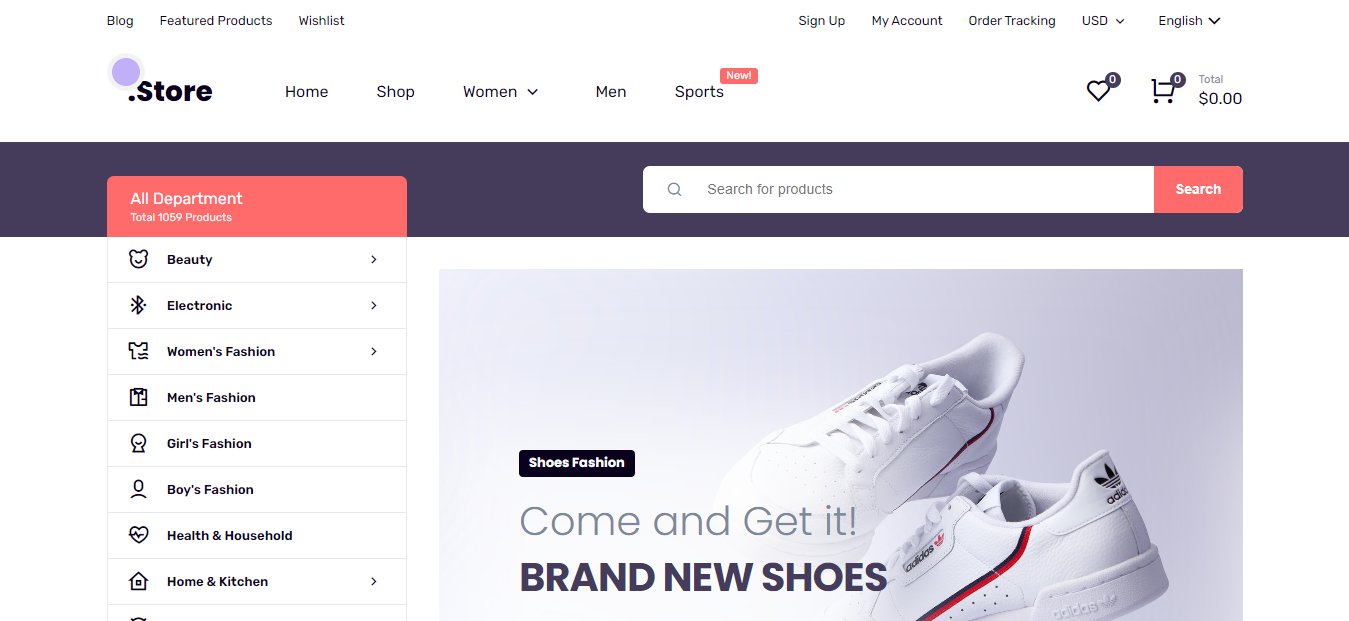 Blog Featured Products Wishlist Sign Up My Account Order Tracking USD English
.Store Home Shop Women Men Sports New! 0 0 Total
$0.00
All Department
Total 1059 Products
Search for products Search
Beauty
Electronic
Women's Fashion
Men's Fashion
Girl's Fashion
Boy's Fashion
Health & Household
Home & Kitchen
Shoes Fashion
Come and Get it!
BRAND NEW SHOES
adidas
adidas
adidas